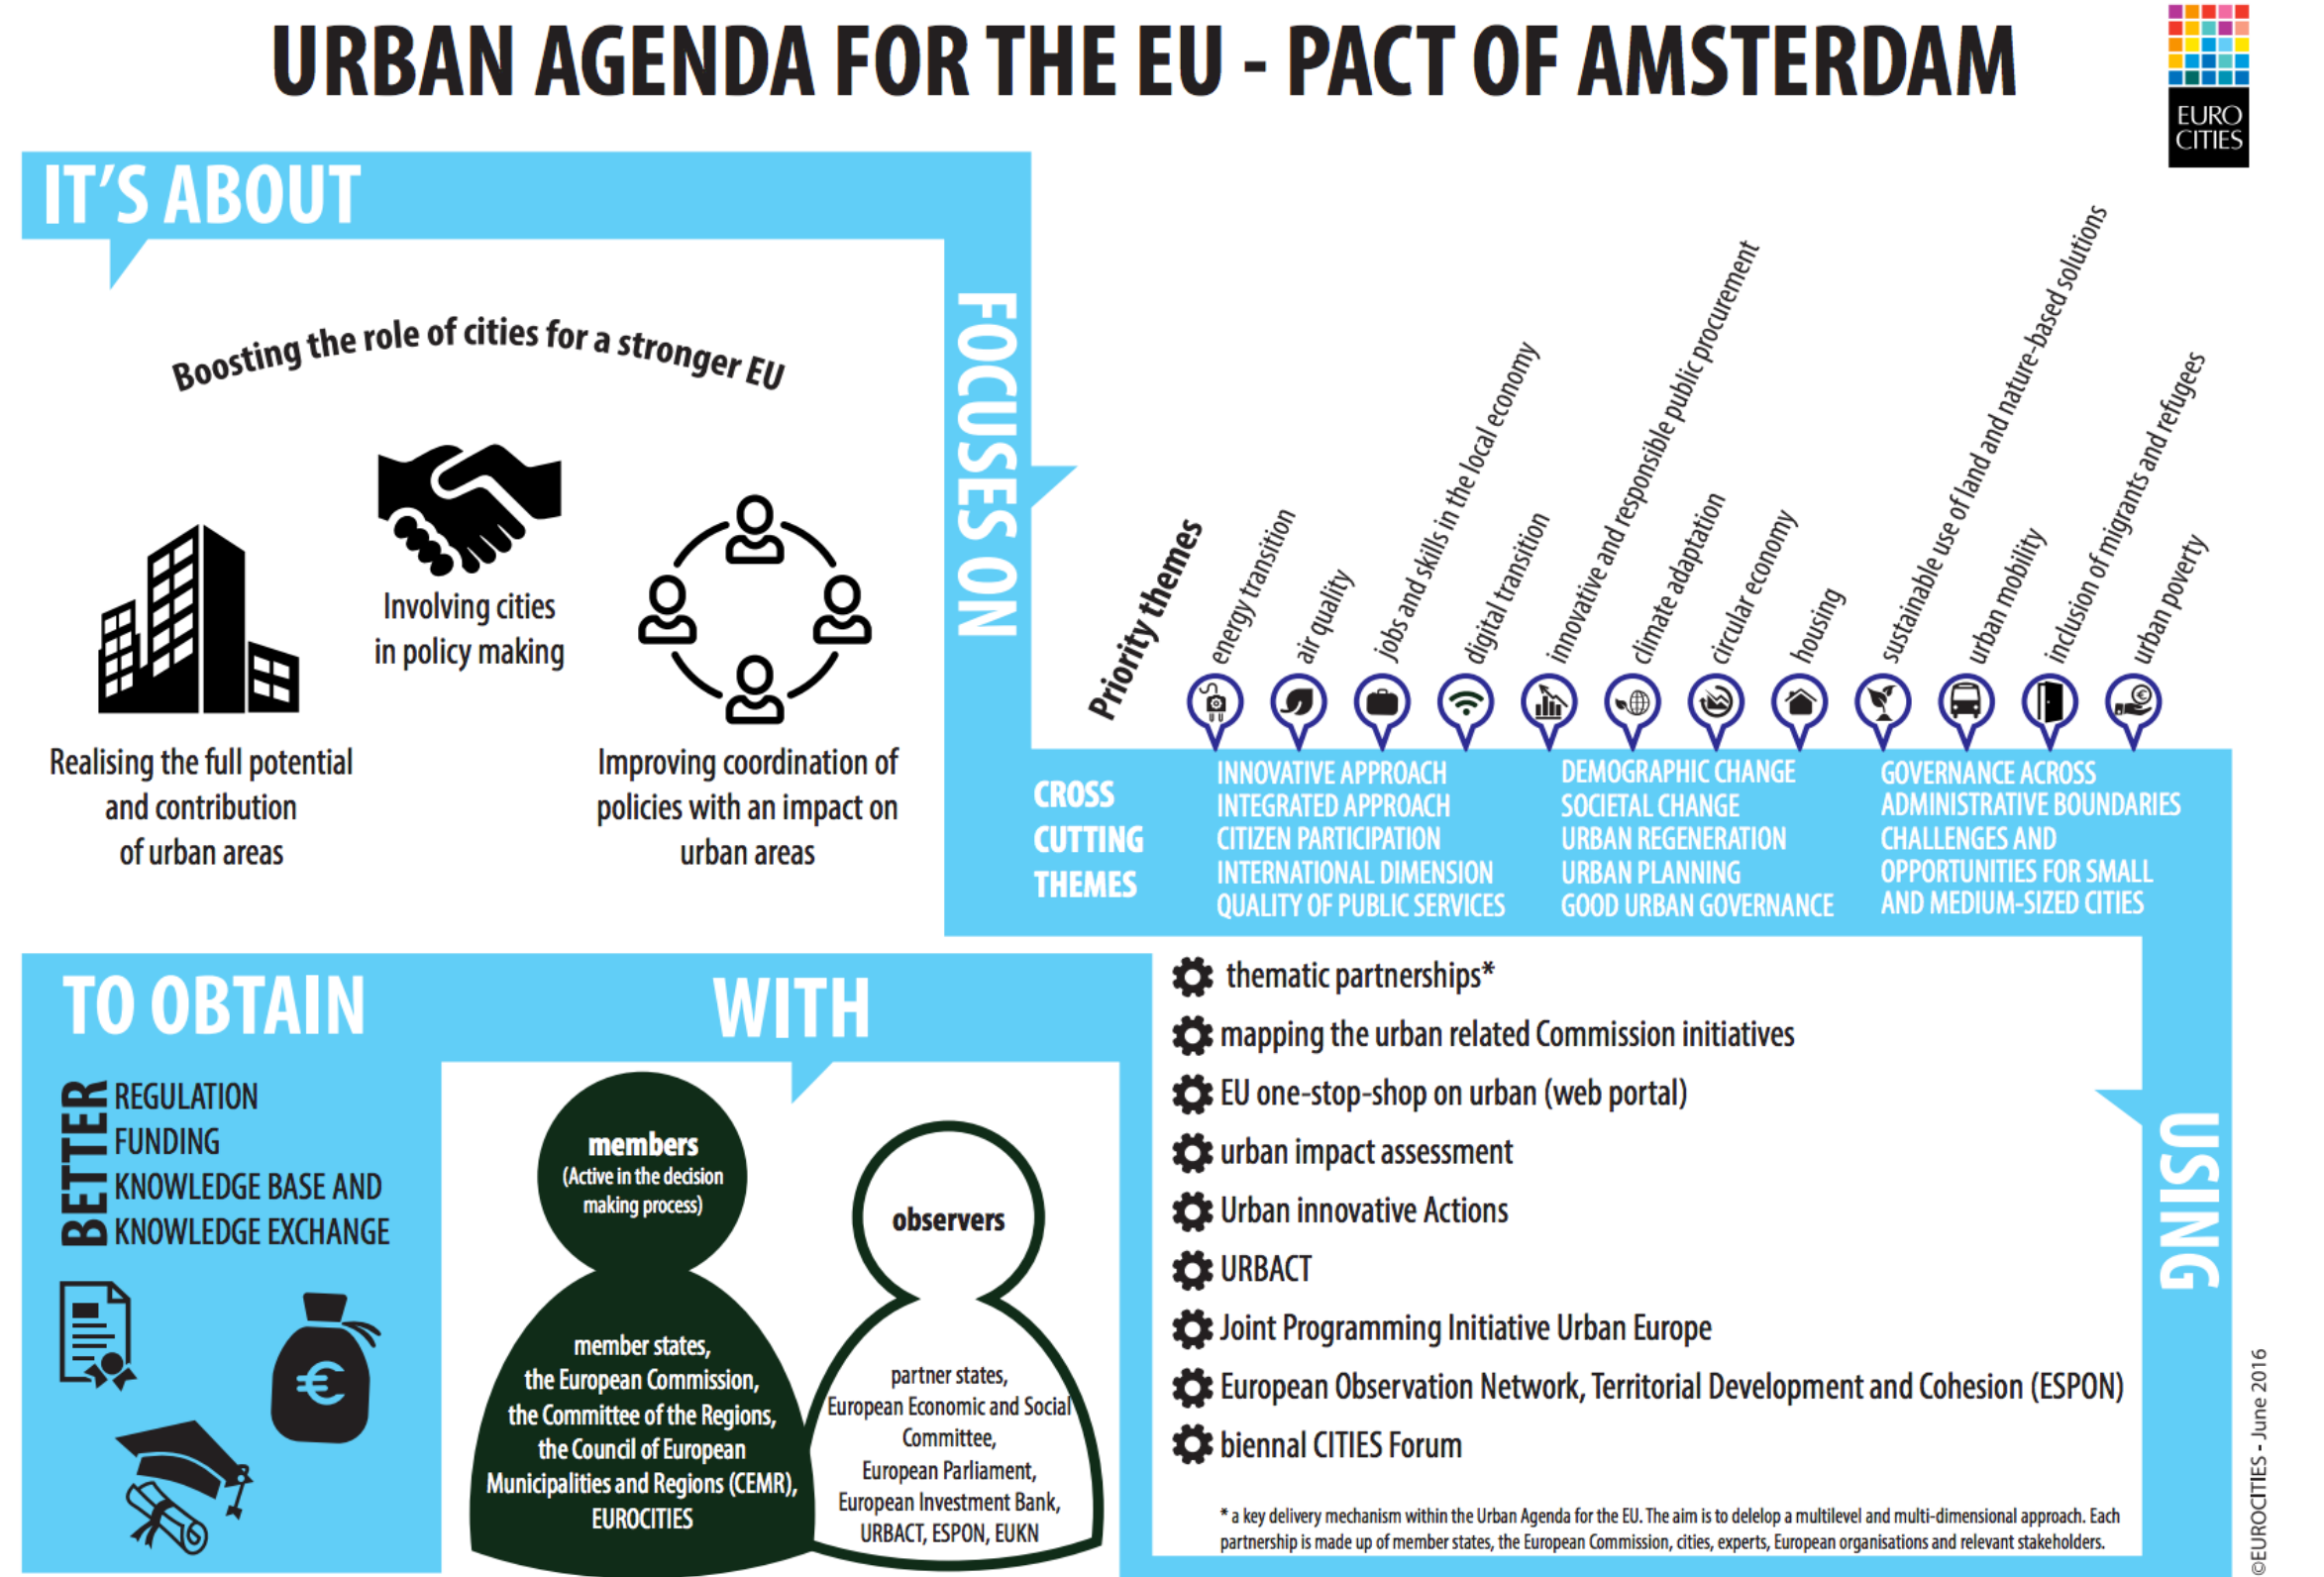 URBAN AGENDA FOR THE EU - PACT OF AMSTERDAM
EURO
CITIES
IT'S ABOUT
Boosting the role of cities for a stronger EU
Involving cities
in policy making
Realising the full potential
and contribution
of urban areas
Improving coordination of
policies with an impact on
urban areas
FOCUSES ON
Priority themes
energy transition
air quality
jobs and skills in the local economy
digital transition
innovative and responsible public procurement
climate adaptation
circular economy
housing
sustainable use of land and nature-based solutions
urban mobility
inclusion of migrants and refugees
urban poverty
CROSS
CUTTING
THEMES
INNOVATIVE APPROACH
INTEGRATED APPROACH
CITIZEN PARTICIPATION
INTERNATIONAL DIMENSION
QUALITY OF PUBLIC SERVICES
DEMOGRAPHIC CHANGE
SOCIETAL CHANGE
URBAN REGENERATION
URBAN PLANNING
GOOD URBAN GOVERNANCE
GOVERNANCE ACROSS
ADMINISTRATIVE BOUNDARIES
CHALLENGES AND
OPPORTUNITIES FOR SMALL
AND MEDIUM-SIZED CITIES
USING
thematic partnerships*
mapping the urban related Commission initiatives
EU one-stop-shop on urban (web portal)
urban impact assessment
Urban innovative Actions
URBACT
Joint Programming Initiative Urban Europe
European Observation Network, Territorial Development and Cohesion (ESPON)
biennal CITIES Forum
* a key delivery mechanism within the Urban Agenda for the EU. The aim is to delelop a multilevel and multi-dimensional approach. Each
partnership is made up of member states, the European Commission, cities, experts, European organisations and relevant stakeholders.
WITH
members
(Active in the decision
making process)
member states,
the European Commission,
the Committee of the Regions,
the Council of European
Municipalities and Regions (CEMR),
EUROCITIES
observers
partner states,
European Economic and Social
Committee,
European Parliament,
European Investment Bank,
URBACT, ESPON, EUKN
TO OBTAIN
BETTER
REGULATION
FUNDING
KNOWLEDGE BASE AND
KNOWLEDGE EXCHANGE
€
©EUROCITIES - June 2016